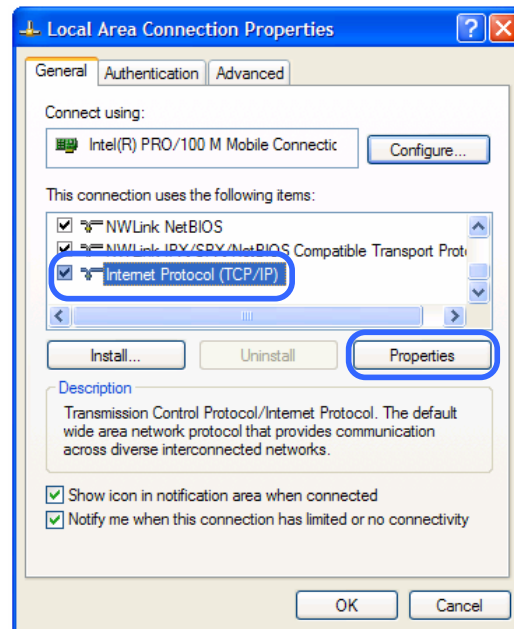 Local Area Connection Properties
General Authentication Advanced
Connect using:
Intel(R) PRO/100 M Mobile Connectic
Configure...
This connection uses the following items:
NWLink NetBIOS
NWLink IPX/SPX/NetBIOS Compatible Transport Prot
Internet Protocol (TCP/IP)
Install... Uninstall Properties
Description
Transmission Control Protocol/Internet Protocol. The default
wide area network protocol that provides communication
across diverse interconnected networks.
Show icon in notification area when connected
Notify me when this connection has limited or no connectivity
OK Cancel